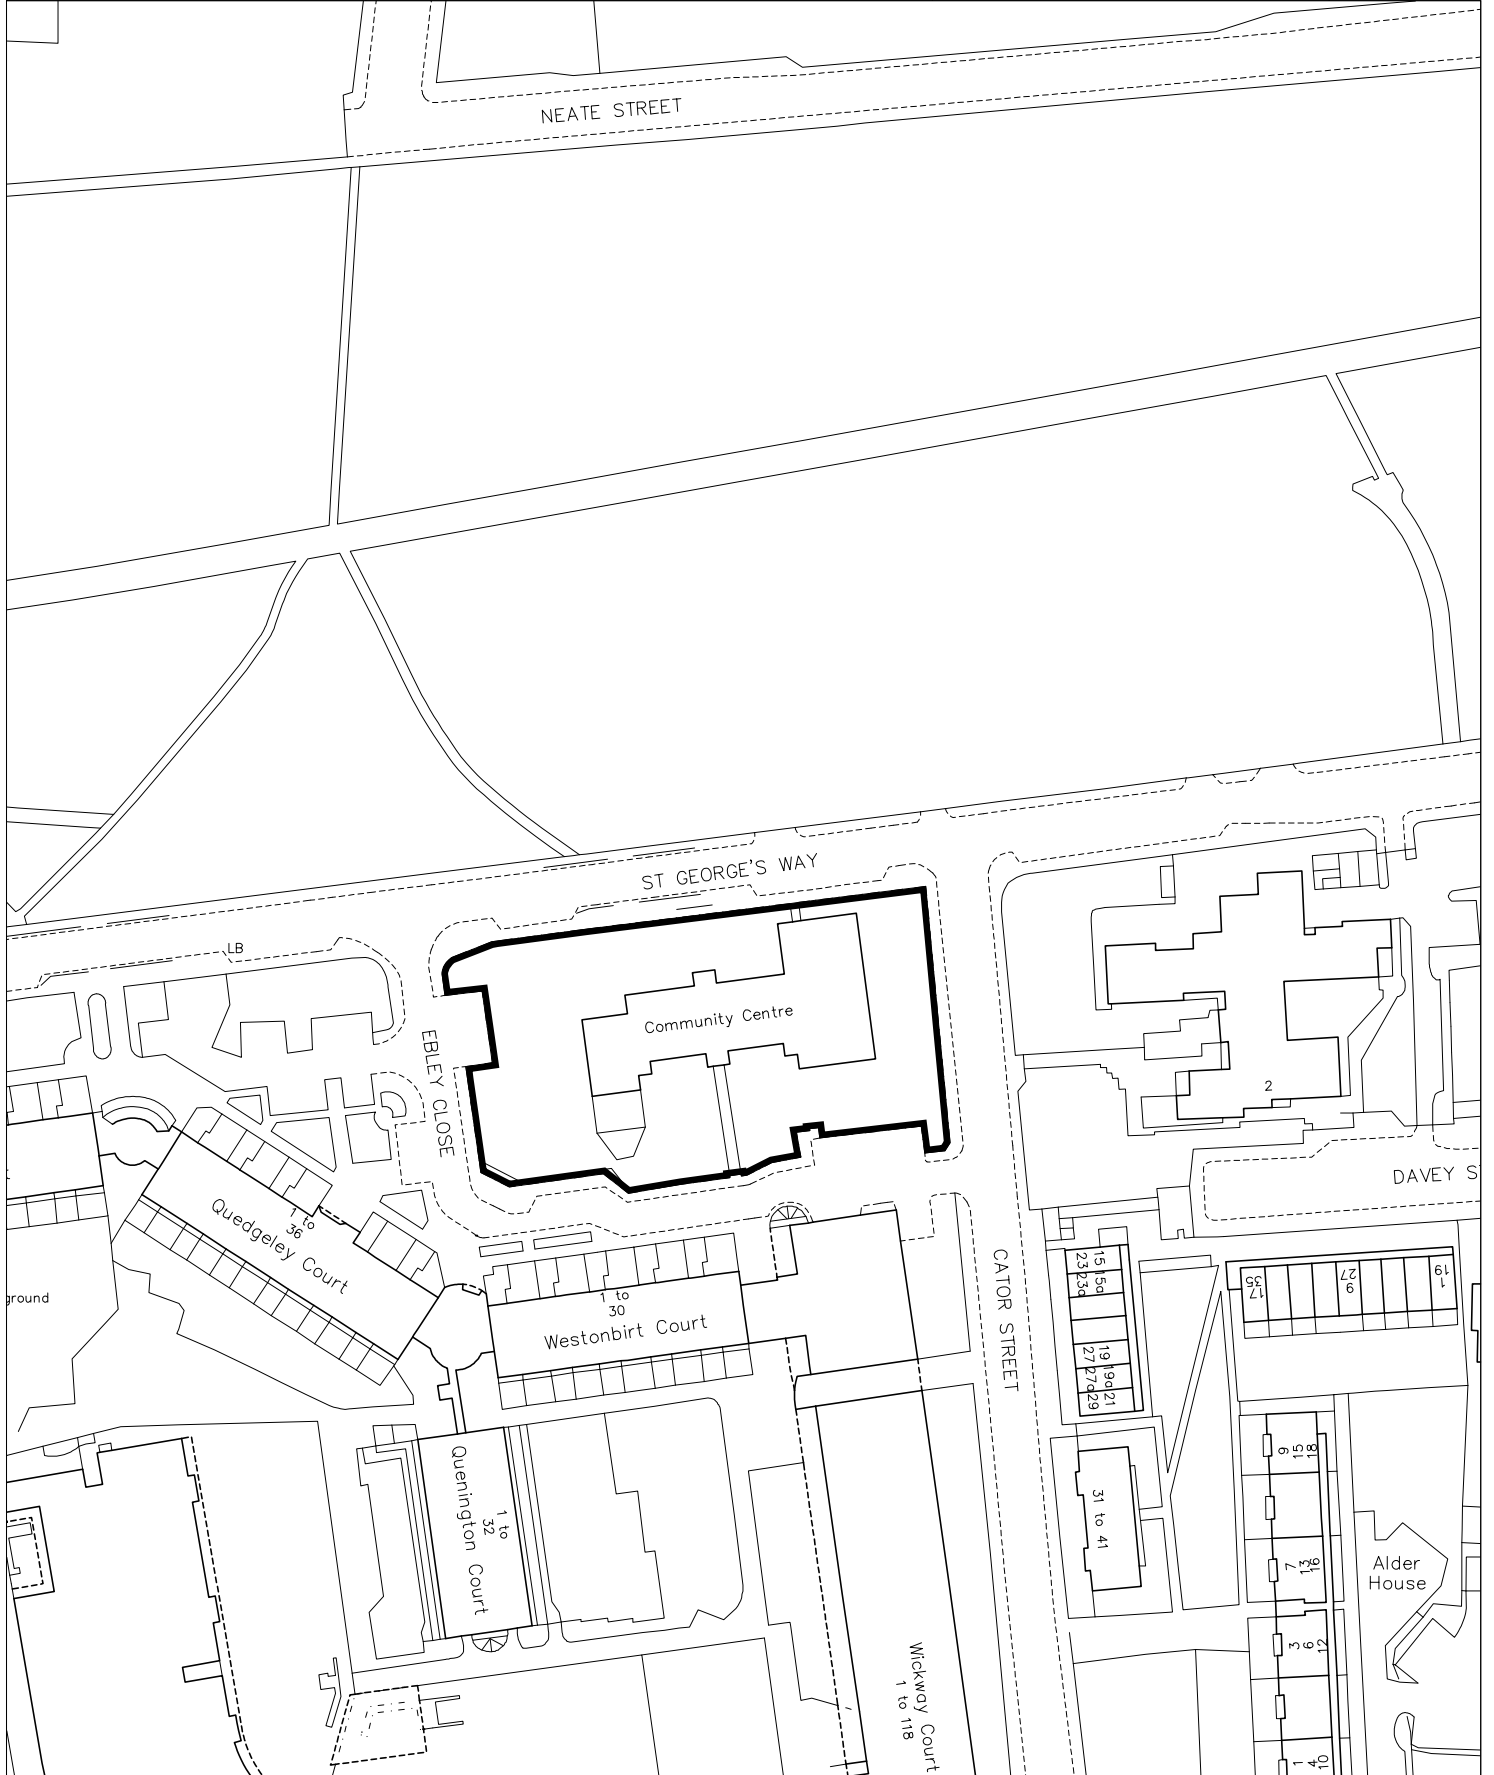 NEATE STREET
ST GEORGE'S WAY
LB
Community Centre
EBLEY CLOSE
2
DAVEY S
1 to
36
Quedgeley Court
ground
1 to
30
Westonbirt Court
CATOR STREET
15 15a
23 23a
19 19a 21
27 27a 29
17
35
9
27
1
19
1 to
32
Quenington Court
31 to 41
9
15
18
7
13
16
Alder
House
3
6
12
Wickway Court
1 to 118
1
4
10